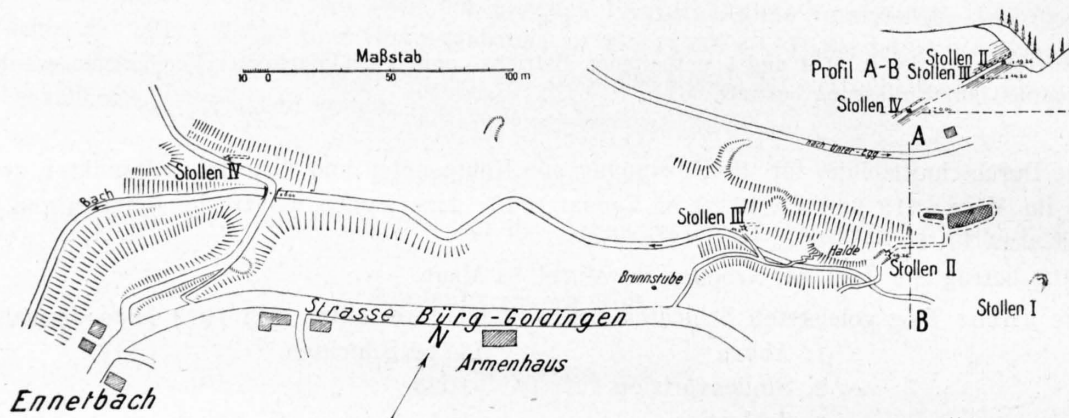 Maßstab
10 0 50 100 m
Profil A-B
Stollen II
Stollen III
Stollen IV
A
nach Unter-Egg
Stollen IV
Bach
Stollen III
Halde
Stollen II
Brunnstube
Stollen I
B
Strasse Bürg-Goldingen
N
Armenhaus
Ennetbach